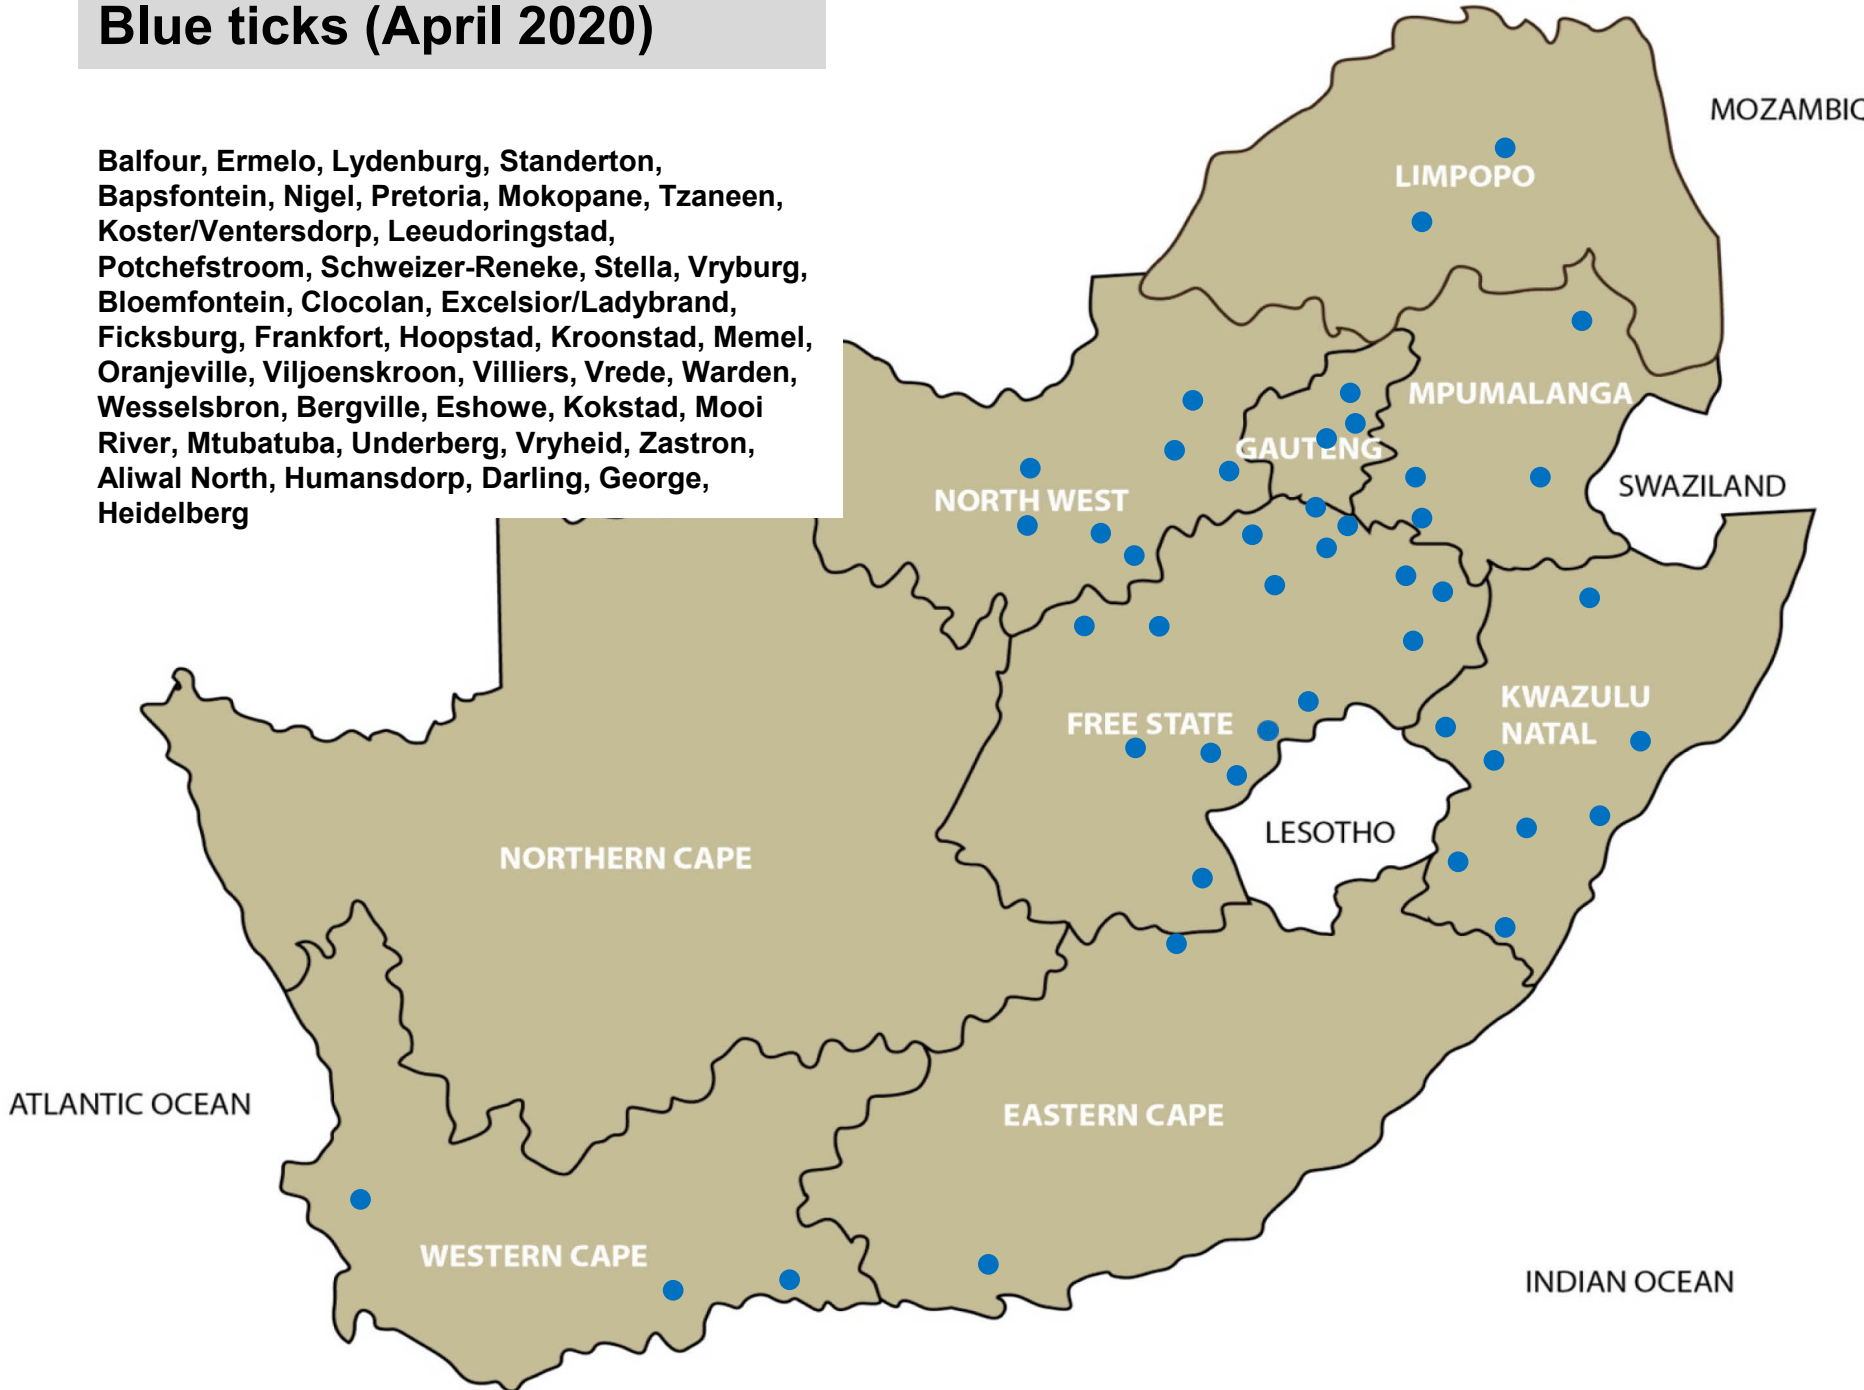 Blue ticks (April 2020)
Balfour, Ermelo, Lydenburg, Standerton,
Bapsfontein, Nigel, Pretoria, Mokopane, Tzaneen,
Koster/Ventersdorp, Leeudoringstad,
Potchefstroom, Schweizer-Reneke, Stella, Vryburg,
Bloemfontein, Clocolan, Excelsior/Ladybrand,
Ficksburg, Frankfort, Hoopstad, Kroonstad, Memel,
Oranjeville, Viljoenskroon, Villiers, Vrede, Warden,
Wesselsbron, Bergville, Eshowe, Kokstad, Mooi
River, Mtubatuba, Underberg, Vryheid, Zastron,
Aliwal North, Humansdorp, Darling, George,
Heidelberg
MOZAMBIQ
LIMPOPO
MPUMALANGA
GAUTENG
SWAZILAND
NORTH WEST
KWAZULU
NATAL
FREE STATE
LESOTHO
NORTHERN CAPE
ATLANTIC OCEAN
EASTERN CAPE
WESTERN CAPE
INDIAN OCEAN